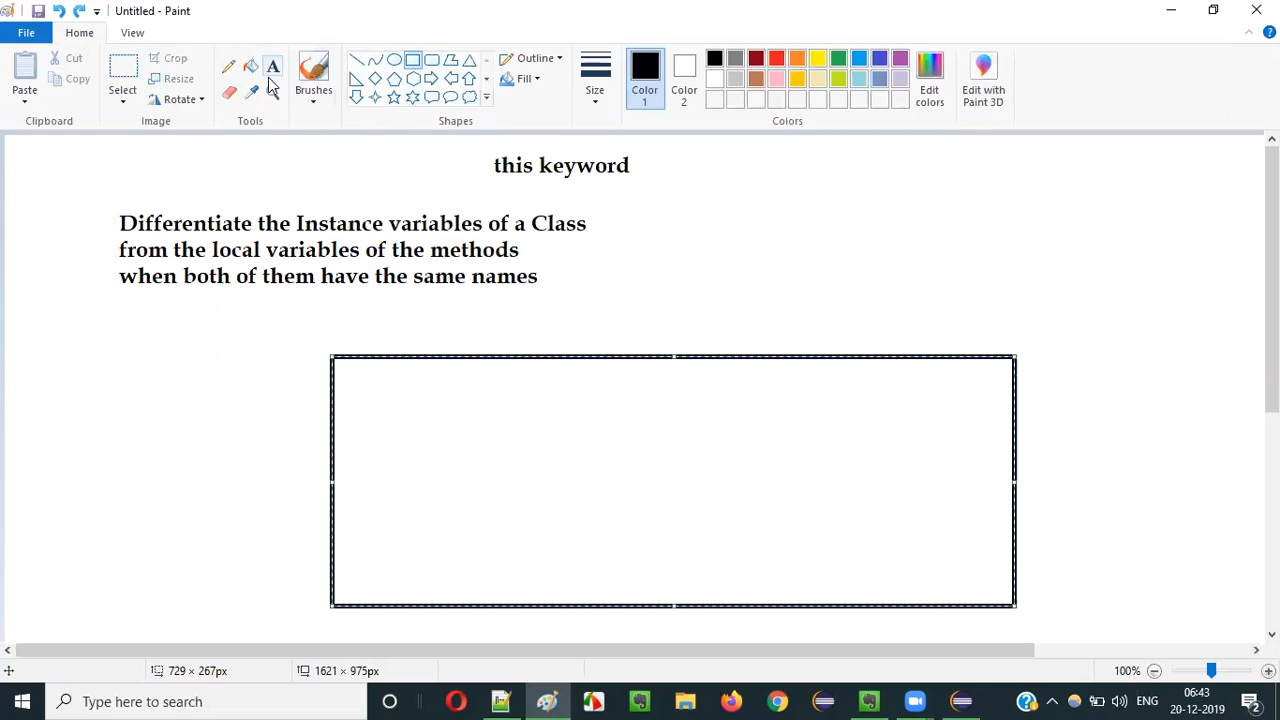 Untitled - Paint
File
Home
View
Paste
Cut
Copy
Clipboard
Select
Crop
Resize
Rotate
Image
A
Tools
Brushes
Outline
Fill
Shapes
Size
Color 1
Color 2
Edit colors
Edit with Paint 3D
Colors
this keyword
Differentiate the Instance variables of a Class
from the local variables of the methods
when both of them have the same names
729 × 267px
1621 × 975px
100%
Type here to search
ENG
06:43
20-12-2019
2